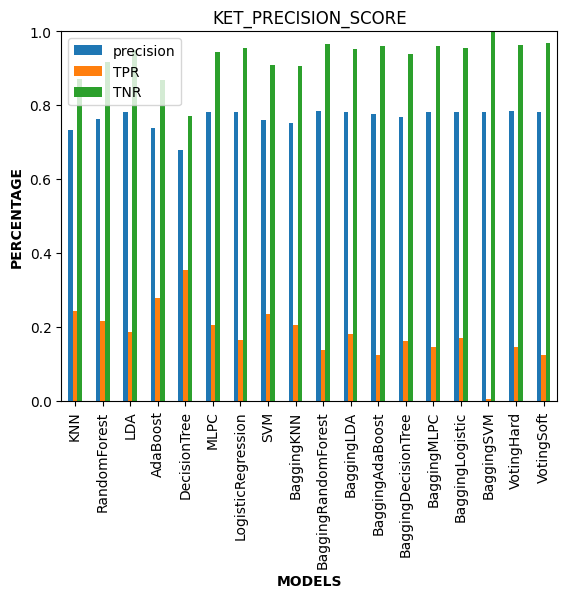 KET_PRECISION_SCORE
precision
TPR
TNR
1.0
0.8
0.6
0.4
0.2
0.0
PERCENTAGE
KNN
RandomForest
LDA
AdaBoost
DecisionTree
MLPC
LogisticRegression
SVM
BaggingKNN
BaggingRandomForest
BaggingLDA
BaggingAdaBoost
BaggingDecisionTree
BaggingMLPC
BaggingLogistic
BaggingSVM
VotingHard
VotingSoft
MODELS